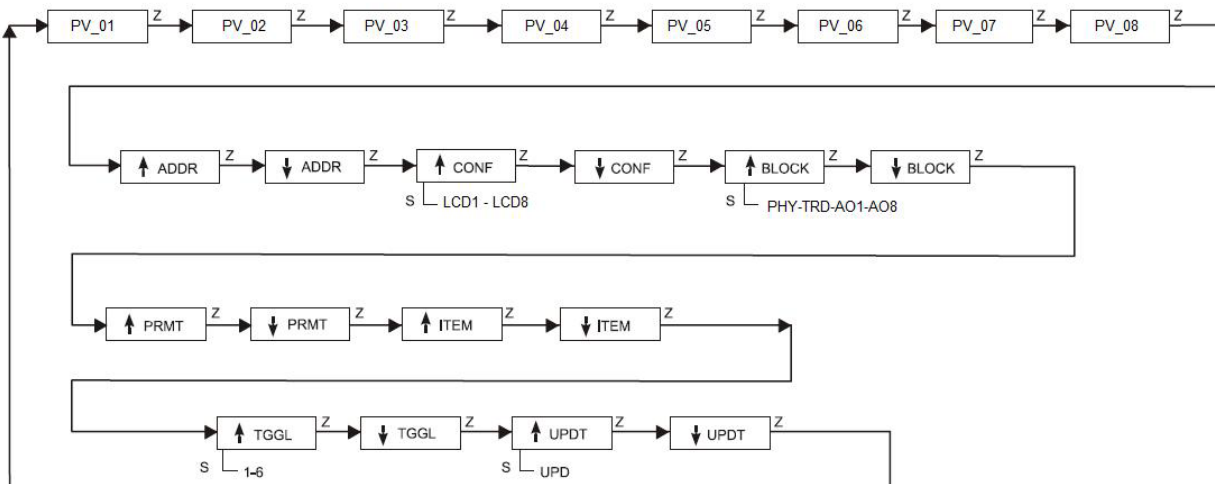 PV_01 Z PV_02 Z PV_03 Z PV_04 Z PV_05 Z PV_06 Z PV_07 Z PV_08 Z
ADDR Z ADDR Z CONF Z CONF Z BLOCK Z BLOCK Z
S LCD1 - LCD8 S PHY-TRD-AO1-AO8
PRMT Z PRMT Z ITEM Z ITEM Z
TGGL Z TGGL Z UPDT Z UPDT Z
S 1-6 S UPD